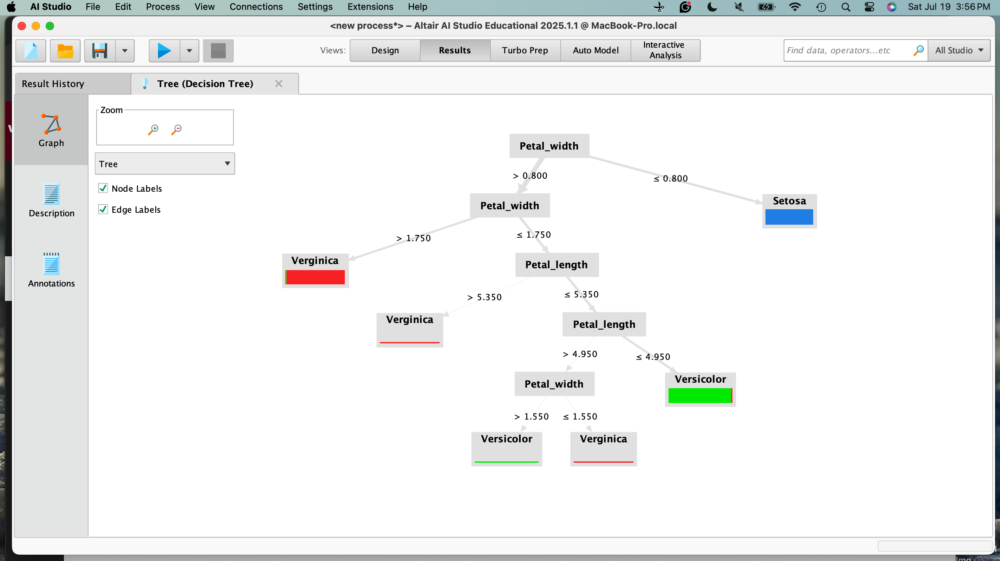 AI Studio File Edit Process View Connections Settings Extensions Help Sat Jul 19 3:56 PM
<new process*> – Altair AI Studio Educational 2025.1.1 @ MacBook-Pro.local
Views: Design Results Turbo Prep Auto Model Interactive Analysis Find data, operators...etc All Studio
Result History Tree (Decision Tree)
Graph
Description
Annotations
Zoom
Tree
Node Labels
Edge Labels
Petal_width
> 0.800 ≤ 0.800
Petal_width Setosa
> 1.750 ≤ 1.750
Verginica Petal_length
> 5.350 ≤ 5.350
Verginica Petal_length
> 4.950 ≤ 4.950
Petal_width Versicolor
> 1.550 ≤ 1.550
Versicolor Verginica